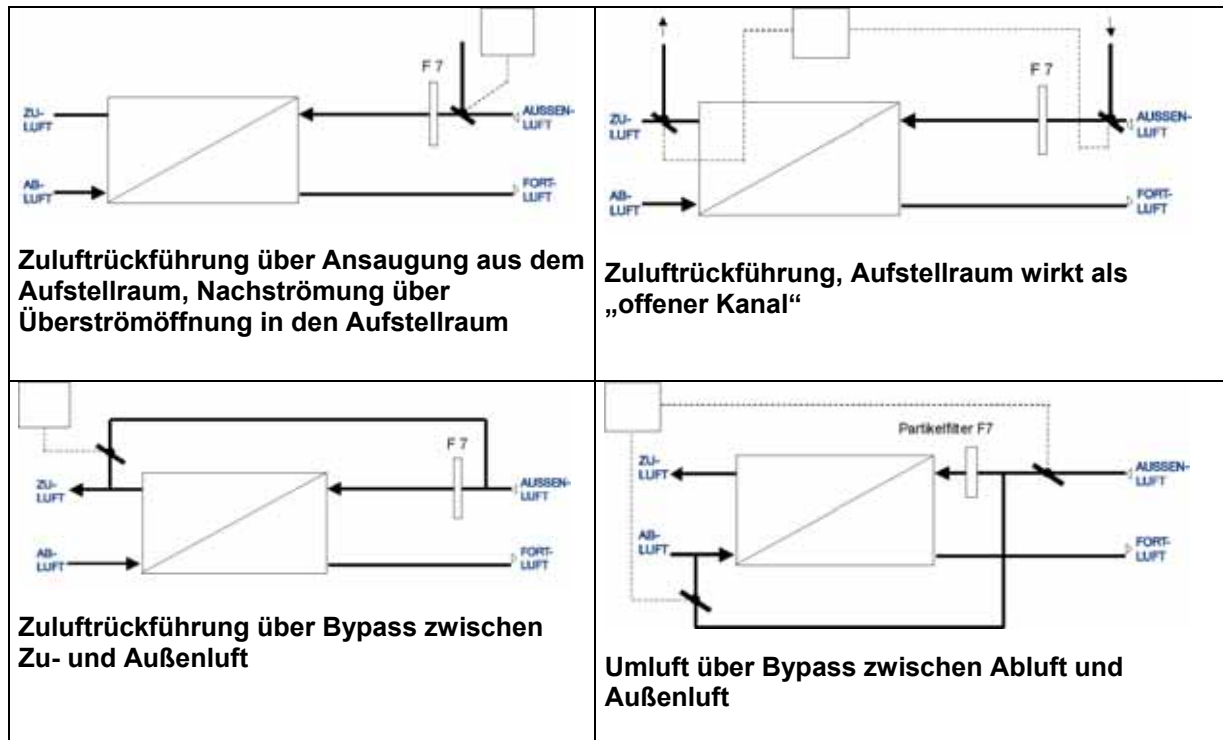 F 7
ZU-
LUFT
AUSSEN-
LUFT
AB-
LUFT
FORT-
LUFT
Zuluftrückführung über Ansaugung aus dem
Aufstellraum, Nachströmung über
Überströmöffnung in den Aufstellraum
F 7
ZU-
LUFT
AUSSEN-
LUFT
AB-
LUFT
FORT-
LUFT
Zuluftrückführung, Aufstellraum wirkt als
„offener Kanal“
F 7
ZU-
LUFT
AUSSEN-
LUFT
AB-
LUFT
FORT-
LUFT
Zuluftrückführung über Bypass zwischen
Zu- und Außenluft
Partikelfilter F7
ZU-
LUFT
AUSSEN-
LUFT
AB-
LUFT
FORT-
LUFT
Umluft über Bypass zwischen Abluft und
Außenluft